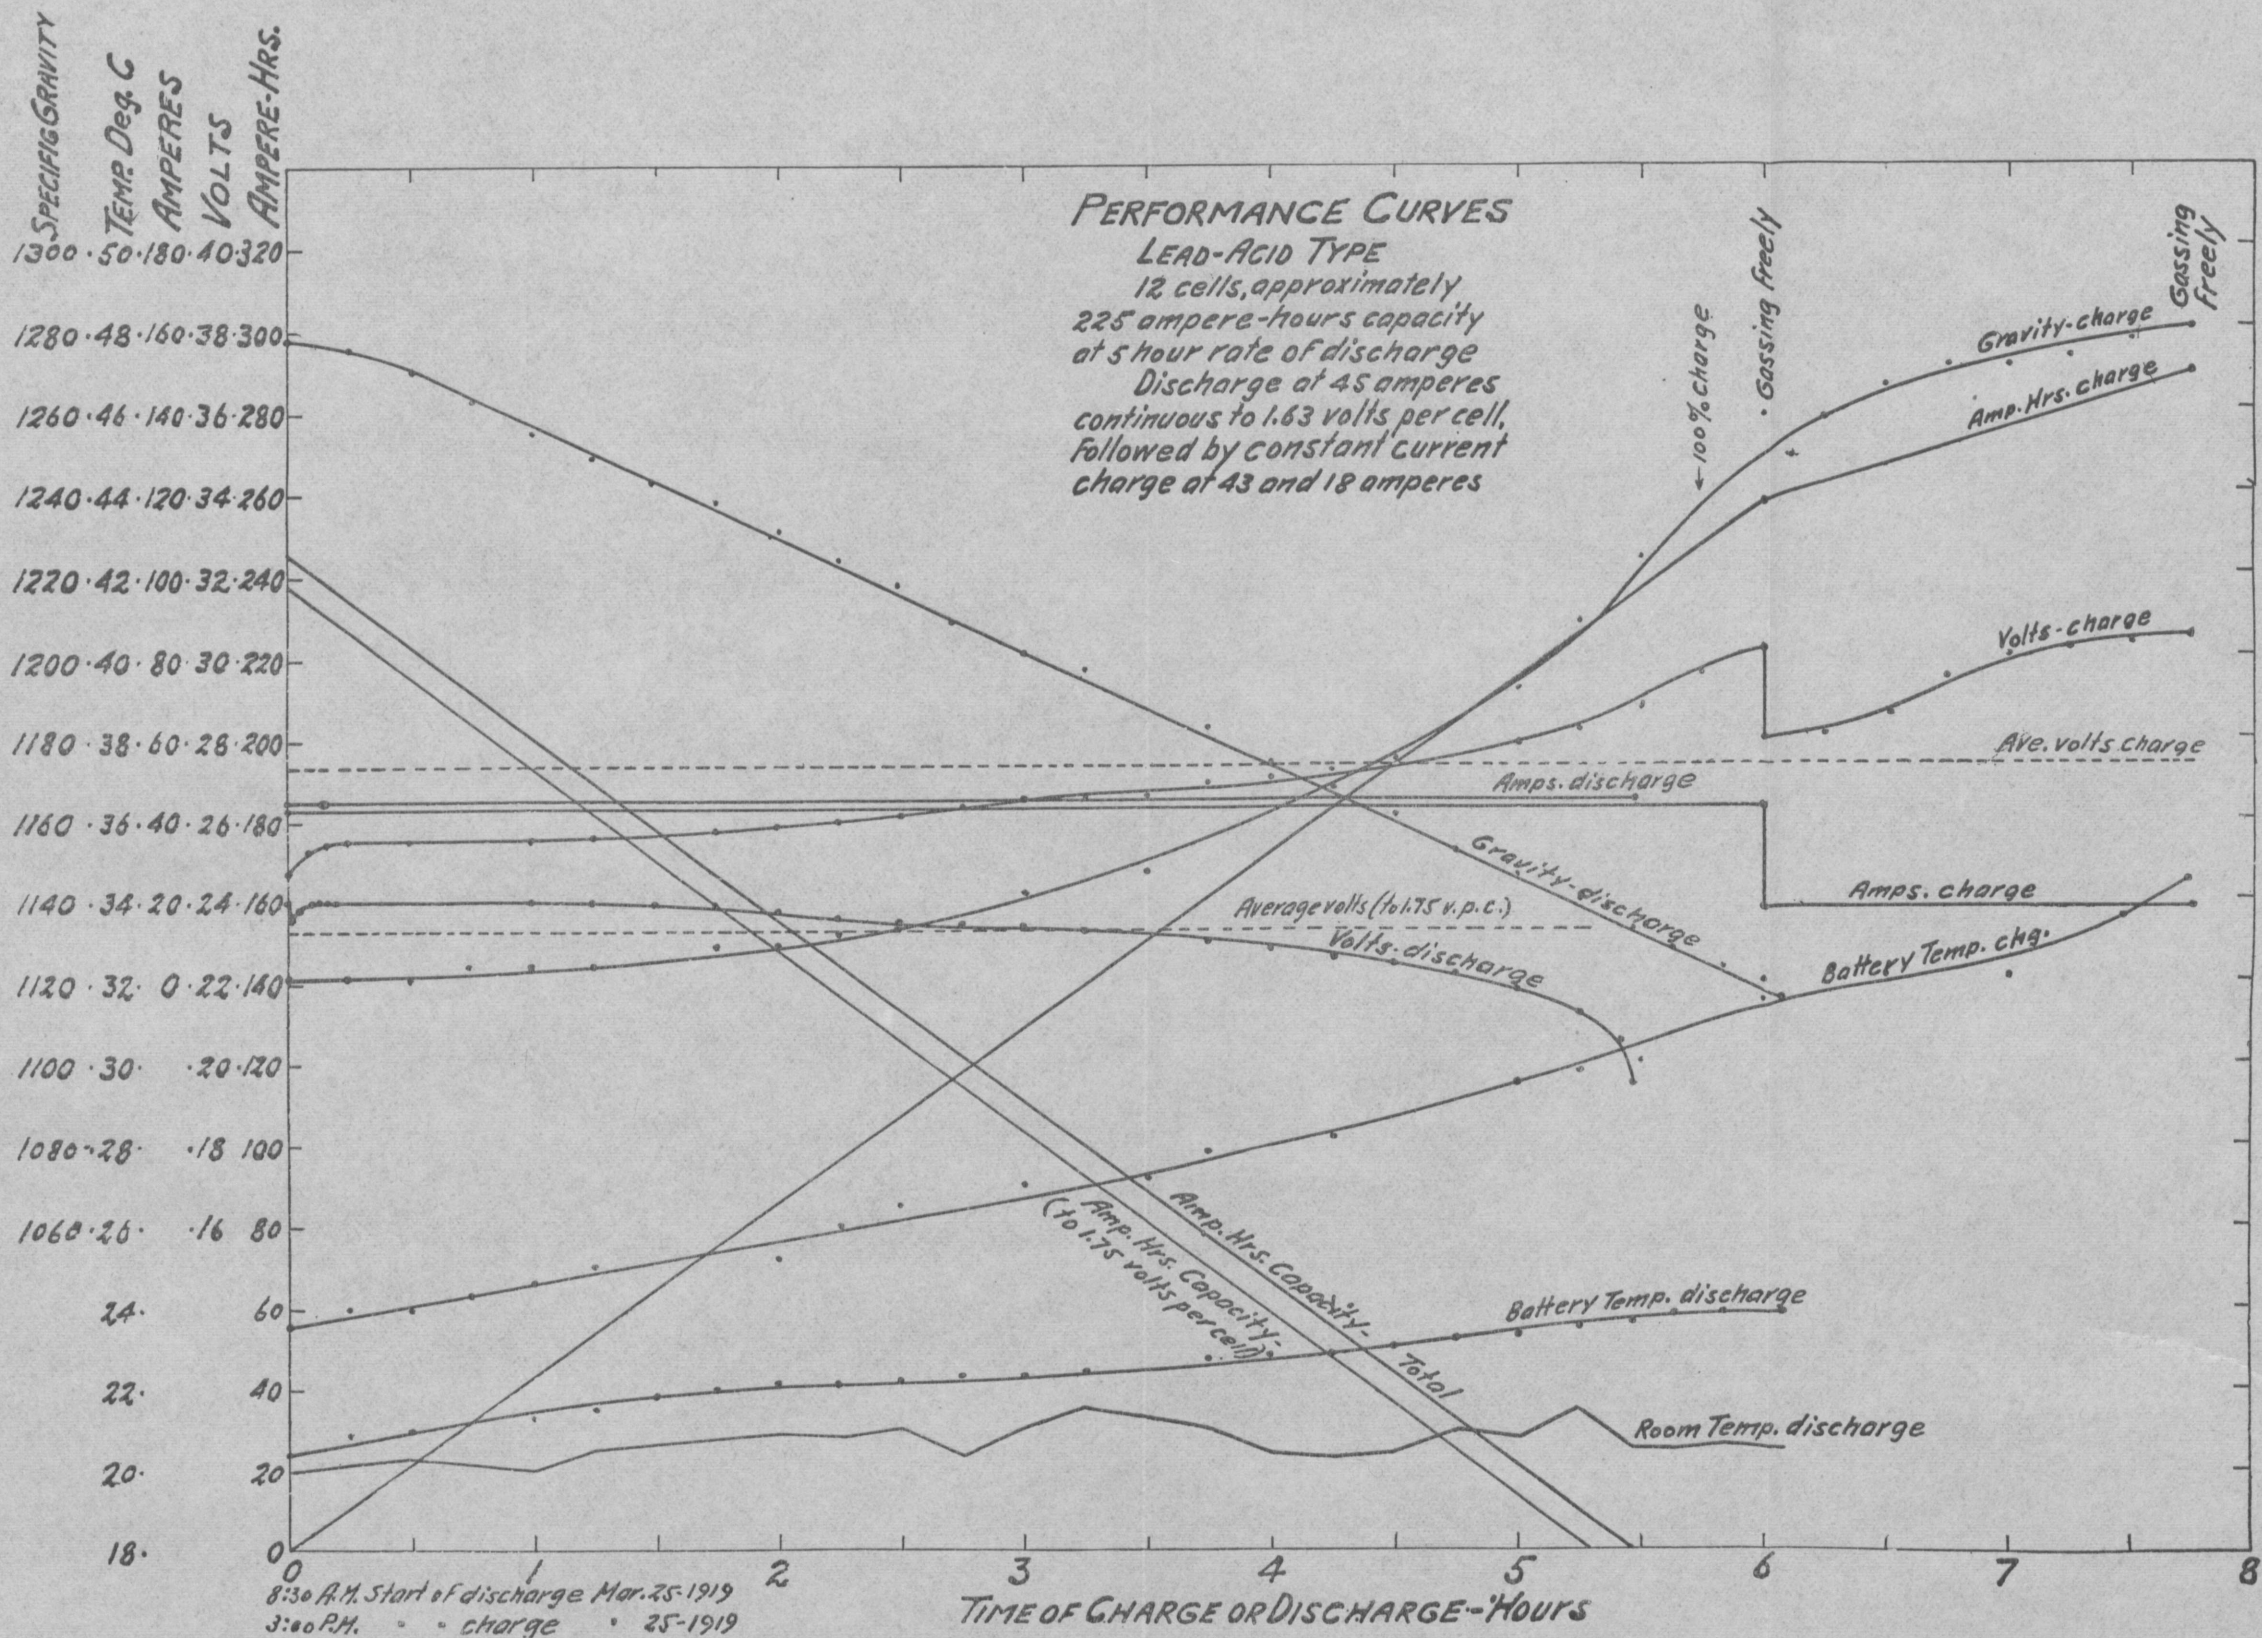 SPECIFIC GRAVITY
TEMP. Deg. C
AMPERES
VOLTS
AMPERE-HRS.
1300 · 50 · 180 · 40 · 320
1280 · 48 · 160 · 38 · 300
1260 · 46 · 140 · 36 · 280
1240 · 44 · 120 · 34 · 260
1220 · 42 · 100 · 32 · 240
1200 · 40 · 80 · 30 · 220
1180 · 38 · 60 · 28 · 200
1160 · 36 · 40 · 26 · 180
1140 · 34 · 20 · 24 · 160
1120 · 32 · 0 · 22 · 140
1100 · 30 · · 20 · 120
1080 · 28 · · 18 100
1060 · 26 · · 16 80
24 · 60
22 · 40
20 · 20
18 · 0
PERFORMANCE CURVES
LEAD-ACID TYPE
12 cells, approximately
225 ampere-hours capacity
at 5 hour rate of discharge
Discharge at 45 amperes
continuous to 1.63 volts per cell,
Followed by constant current
charge at 43 and 18 amperes
←100% charge
· Gassing freely
Gassing
Freely
Gravity-charge
Amp. Hrs. charge
Volts-charge
Ave. volts charge
Amps. discharge
Gravity-discharge
Amps. charge
Average volts (to 1.75 v.p.c.)
Volts-discharge
Battery Temp. chg.
Amp. Hrs. Capacity-
(to 1.75 volts per cell)
Amp. Hrs. Capacity-
Total
Battery Temp. discharge
Room Temp. discharge
0 1 2 3 4 5 6 7 8
8:30 A.M. Start of discharge Mar. 25-1919
3:00 P.M. " " charge " 25-1919
TIME OF CHARGE OR DISCHARGE-Hours